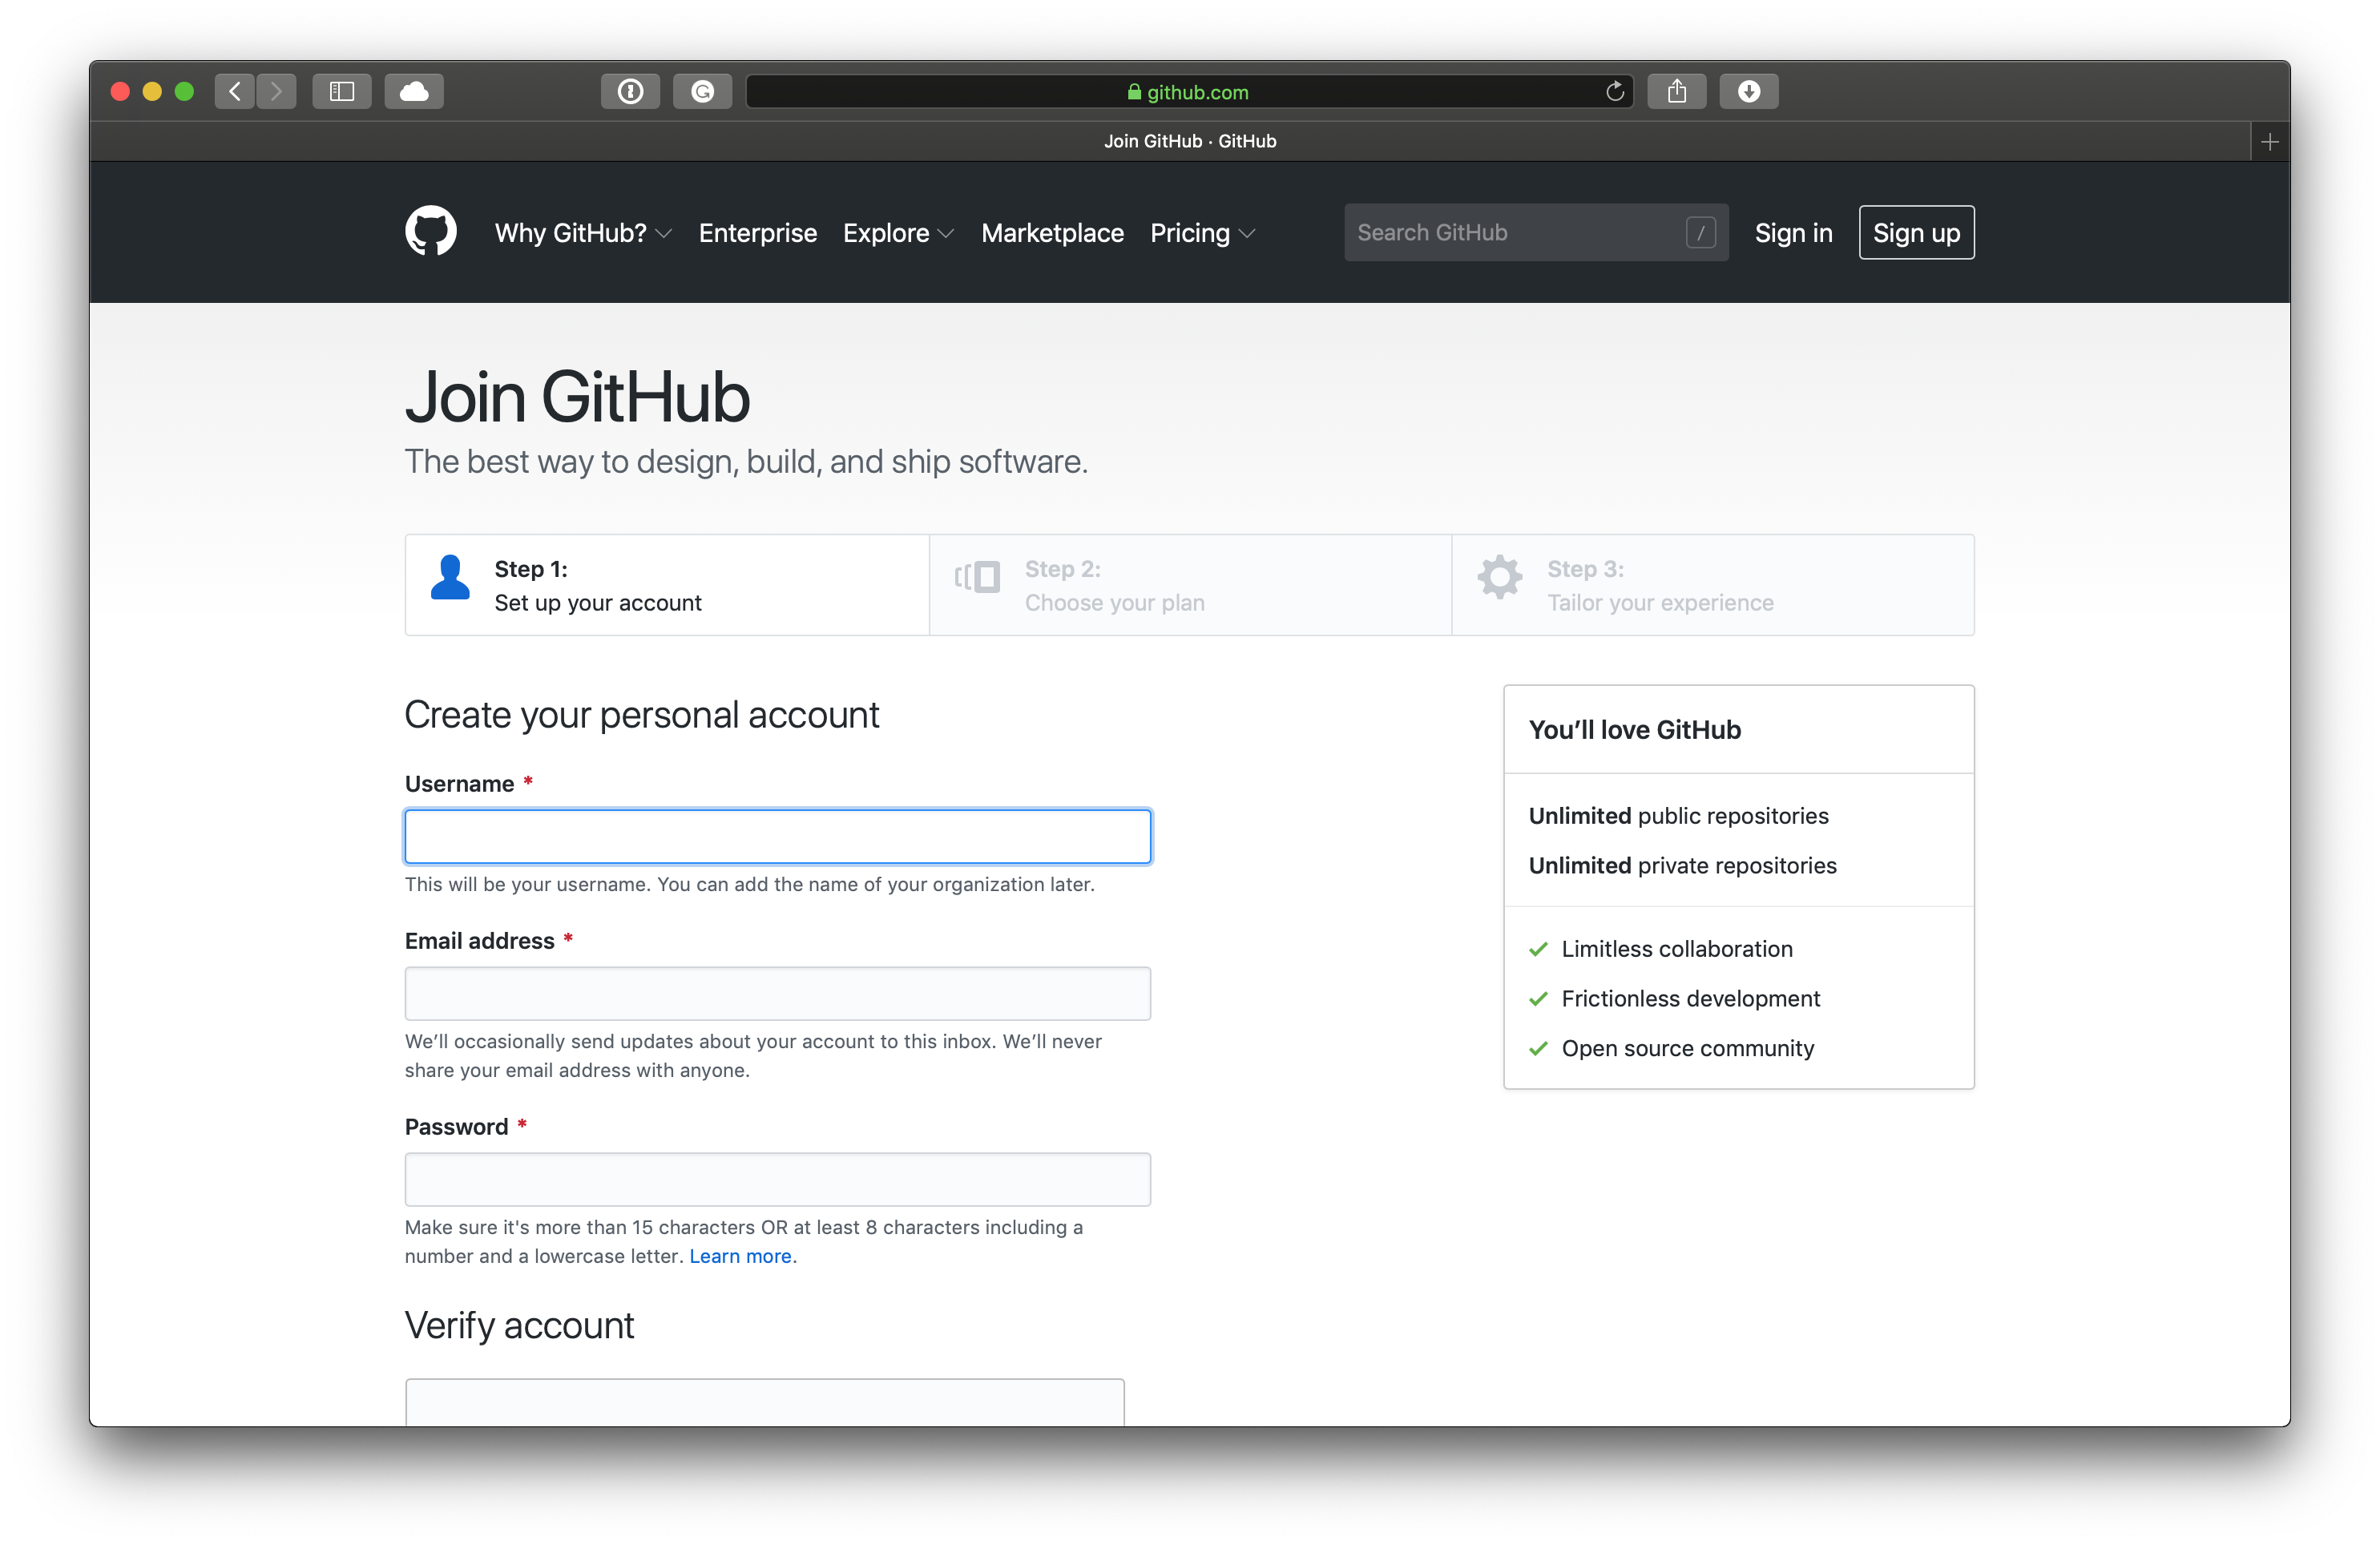 github.com
Join GitHub · GitHub
Why GitHub? Enterprise Explore Marketplace Pricing Search GitHub / Sign in Sign up
Join GitHub
The best way to design, build, and ship software.
Step 1:
Set up your account
Step 2:
Choose your plan
Step 3:
Tailor your experience
Create your personal account
Username *
This will be your username. You can add the name of your organization later.
Email address *
We’ll occasionally send updates about your account to this inbox. We’ll never
share your email address with anyone.
Password *
Make sure it's more than 15 characters OR at least 8 characters including a
number and a lowercase letter. Learn more.
Verify account
You’ll love GitHub
Unlimited public repositories
Unlimited private repositories
Limitless collaboration
Frictionless development
Open source community